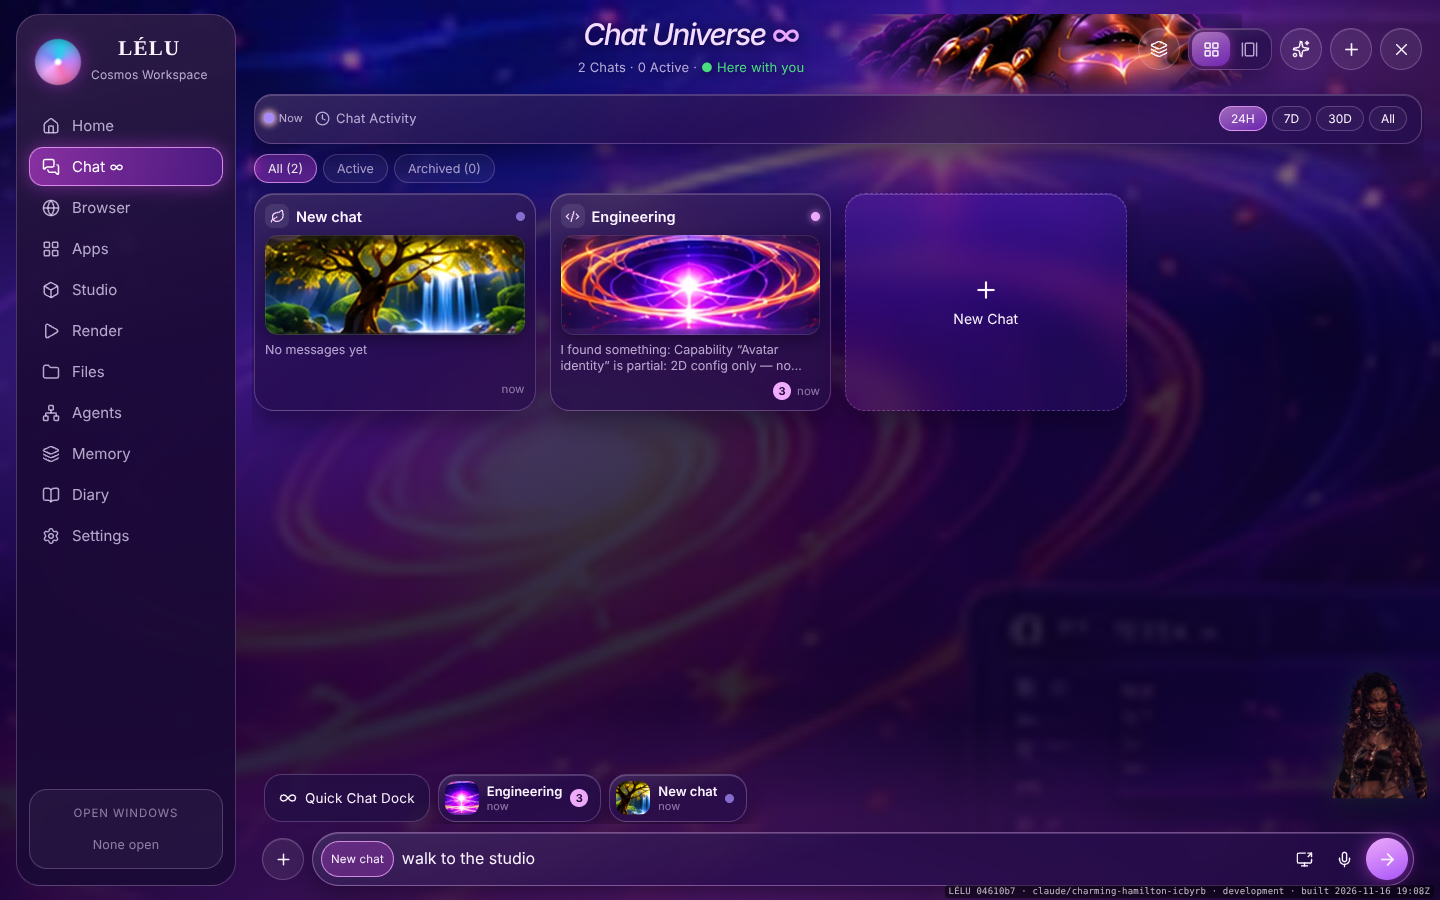 LÉLU
Cosmos Workspace
Home
Chat ∞
Browser
Apps
Studio
Render
Files
Agents
Memory
Diary
Settings
OPEN WINDOWS
None open
Chat Universe ∞
2 Chats · 0 Active · Here with you
Now Chat Activity
24H 7D 30D All
All (2) Active Archived (0)
New chat
No messages yet
now
Engineering
I found something: Capability “Avatar
identity” is partial: 2D config only — no...
3 now
New Chat
Quick Chat Dock
Engineering
now
3
New chat
now
New chat walk to the studio
LÉLU 04610b7 · claude/charming-hamilton-icbyrb · development · built 2026-11-16 19:08Z